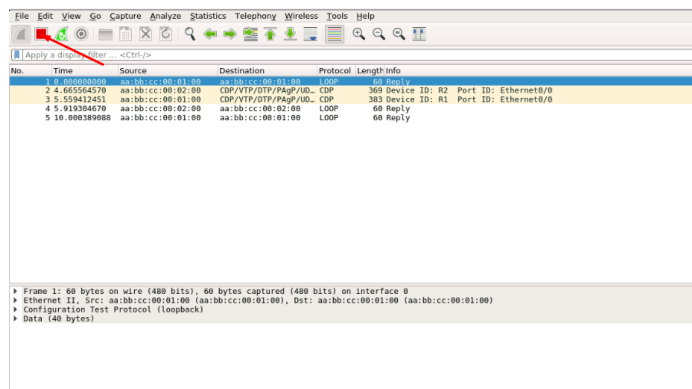 File Edit View Go Capture Analyze Statistics Telephony Wireless Tools Help
Apply a display filter ... <Ctrl-/>
No. Time Source Destination Protocol Length Info
1 0.000000000 aa:bb:cc:00:01:00 aa:bb:cc:00:01:00 LOOP 60 Reply
2 4.665564570 aa:bb:cc:00:02:00 CDP/VTP/DTP/PAgP/UD… CDP 369 Device ID: R2 Port ID: Ethernet0/0
3 5.559412451 aa:bb:cc:00:01:00 CDP/VTP/DTP/PAgP/UD… CDP 383 Device ID: R1 Port ID: Ethernet0/0
4 5.919304670 aa:bb:cc:00:02:00 aa:bb:cc:00:02:00 LOOP 60 Reply
5 10.000389088 aa:bb:cc:00:01:00 aa:bb:cc:00:01:00 LOOP 60 Reply
Frame 1: 60 bytes on wire (480 bits), 60 bytes captured (480 bits) on interface 0
Ethernet II, Src: aa:bb:cc:00:01:00 (aa:bb:cc:00:01:00), Dst: aa:bb:cc:00:01:00 (aa:bb:cc:00:01:00)
Configuration Test Protocol (loopback)
Data (40 bytes)